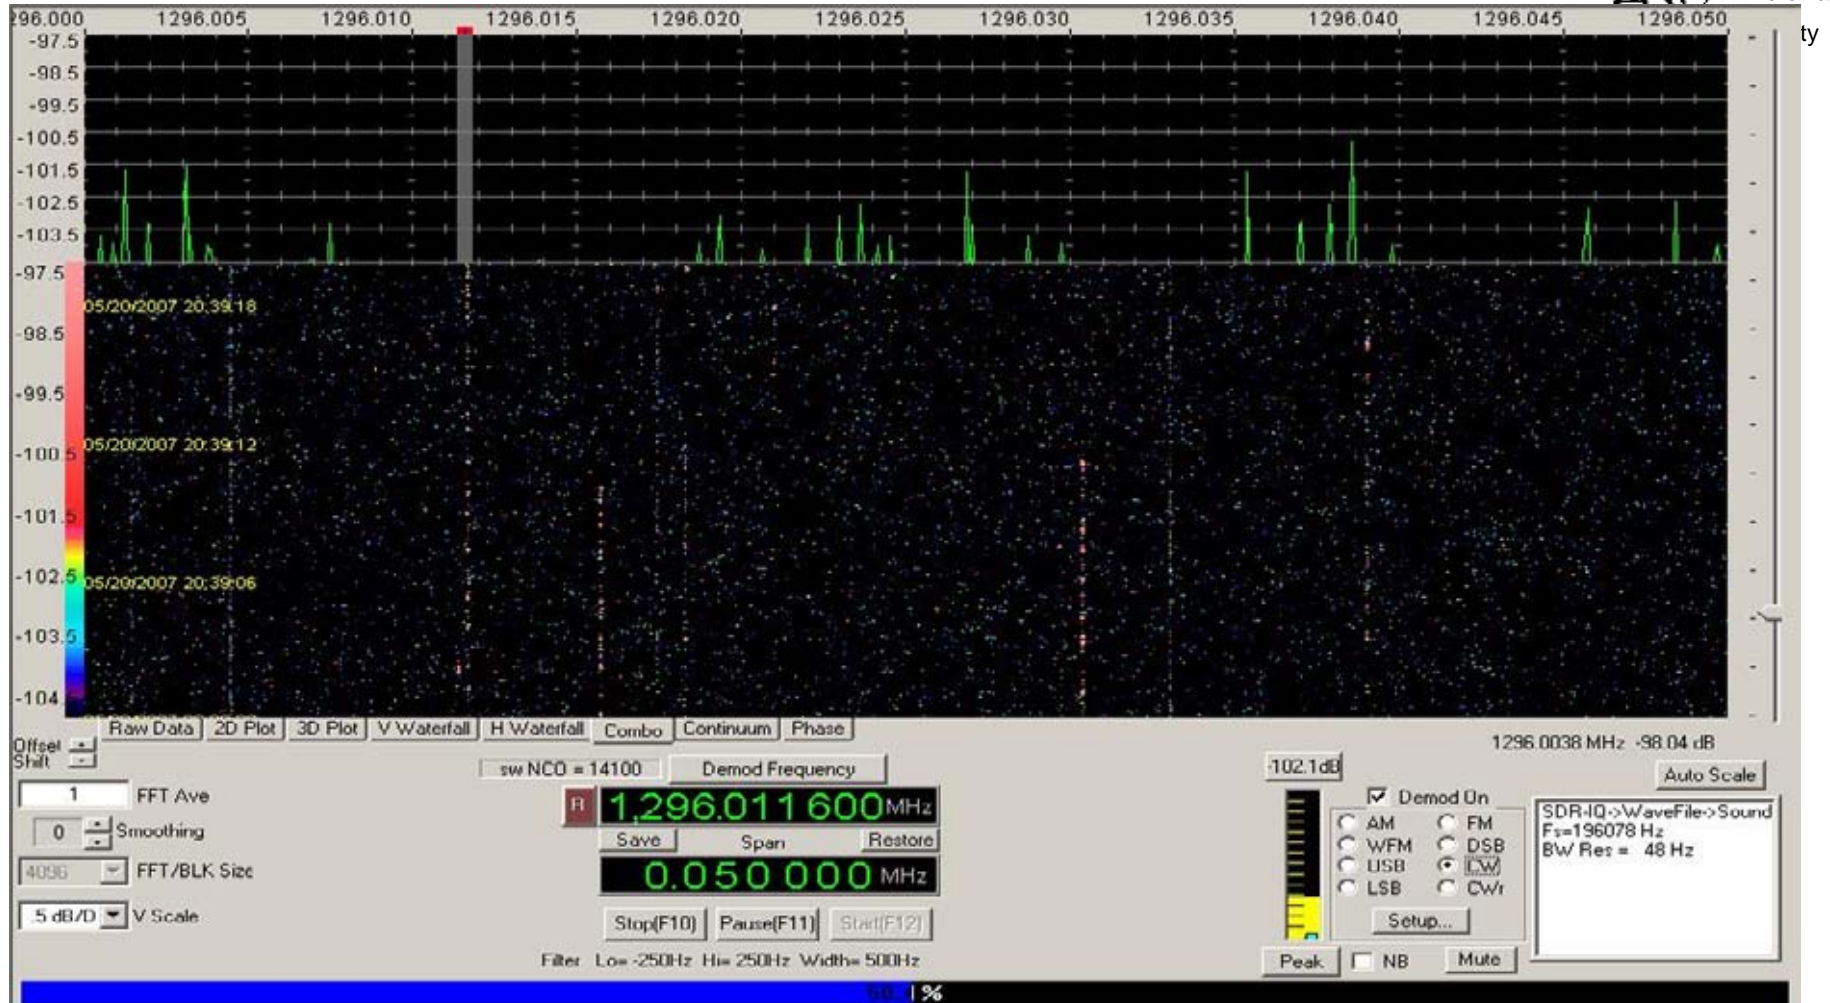 296.000 1296.005 1296.010 1296.015 1296.020 1296.025 1296.030 1296.035 1296.040 1296.045 1296.050
ty
-97.5
-98.5
-99.5
-100.5
-101.5
-102.5
-103.5
-97.5
05/20/2007 20:39:18
-98.5
-99.5
05/20/2007 20:39:12
-100.5
-101.5
-102.5
05/20/2007 20:39:06
-103.5
-104
Raw Data 2D Plot 3D Plot V Waterfall H Waterfall Combo Continuum Phase
Offset
Shift
1296.0038 MHz -98.04 dB
sw NCO = 14100 Demod Frequency
-102.1dB
Auto Scale
1 FFT Ave
R 1,296.011 600 MHz
Demod On
0 Smoothing
Save Span Restore
AM FM
WFM DSB
USB CW
LSB CWr
SDR-IQ->WaveFile->Sound
Fs=196078 Hz
BW Res = 48 Hz
4096 FFT/BLK Size
0.050 000 MHz
.5 dB/D V Scale
Stop(F10) Pause(F11) Start(F12)
Setup...
Filter Lo= -250Hz Hi= 250Hz Width= 500Hz
Peak NB Mute
%